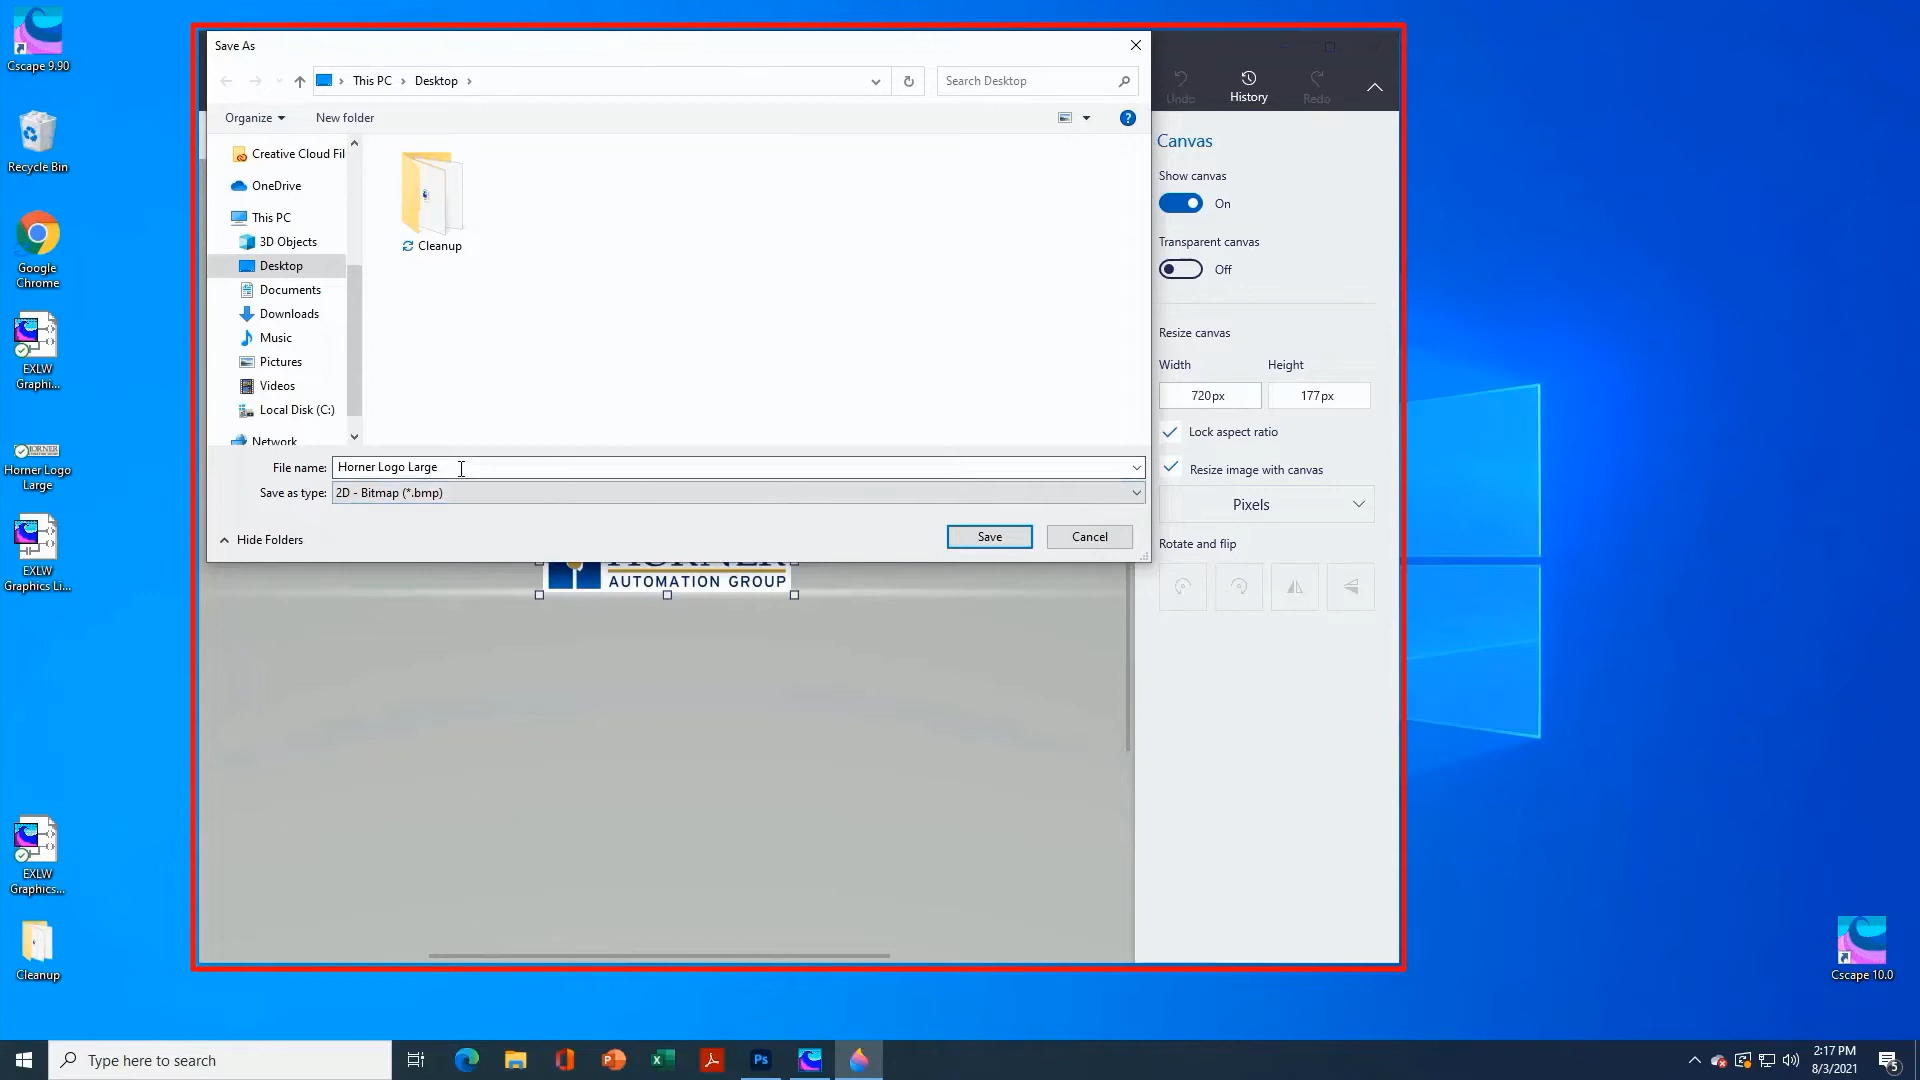 Cscape 9.90
Recycle Bin
Google
Chrome
EXLW
Graphi...
Horner Logo
Large
EXLW
Graphics Li...
EXLW
Graphics...
Cleanup
Save As
This PC
Desktop
Search Desktop
Organize
New folder
Creative Cloud Fil
OneDrive
This PC
3D Objects
Desktop
Documents
Downloads
Music
Pictures
Videos
Local Disk (C:)
Network
Cleanup
File name: Horner Logo Large
Save as type: 2D - Bitmap (*.bmp)
Hide Folders
Save
Cancel
AUTOMATION GROUP
Undo
History
Redo
Canvas
Show canvas
On
Transparent canvas
Off
Resize canvas
Width Height
720px 177px
Lock aspect ratio
Resize image with canvas
Pixels
Rotate and flip
Cscape 10.0
Type here to search
2:17 PM
8/3/2021
5